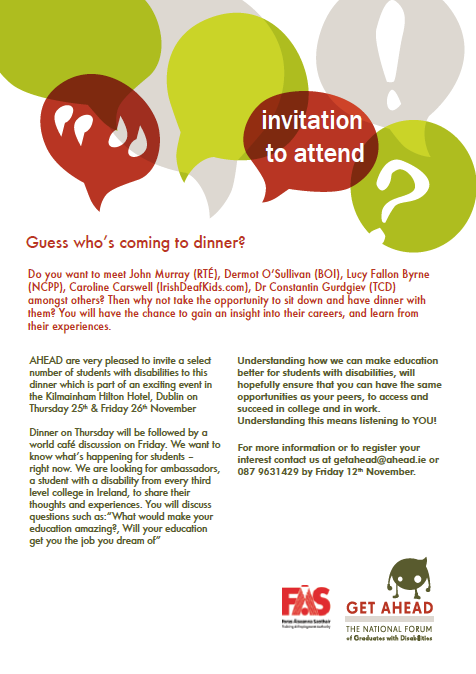 invitation
to attend
Guess who's coming to dinner?
Do you want to meet John Murray (RTÉ), Dermot O'Sullivan (BOI), Lucy Fallon Byrne
(NCPP), Caroline Carswell (IrishDeafKids.com), Dr Constantin Gurdgiev (TCD)
amongst others? Then why not take the opportunity to sit down and have dinner with
them? You will have the chance to gain an insight into their careers, and learn from
their experiences.
AHEAD are very pleased to invite a select
number of students with disabilities to this
dinner which is part of an exciting event in
the Kilmainham Hilton Hotel, Dublin on
Thursday 25th & Friday 26th November
Dinner on Thursday will be followed by a
world café discussion on Friday. We want to
know what's happening for students –
right now. We are looking for ambassadors,
a student with a disability from every third
level college in Ireland, to share their
thoughts and experiences. You will discuss
questions such as:"What would make your
education amazing?, Will your education
get you the job you dream of"
Understanding how we can make education
better for students with disabilities, will
hopefully ensure that you can have the same
opportunities as your peers, to access and
succeed in college and in work.
Understanding this means listening to YOU!
For more information or to register your
interest contact us at getahead@ahead.ie or
087 9631429 by Friday 12th November.
FÁS
GET AHEAD
THE NATIONAL FORUM
of Graduates with Disabilities